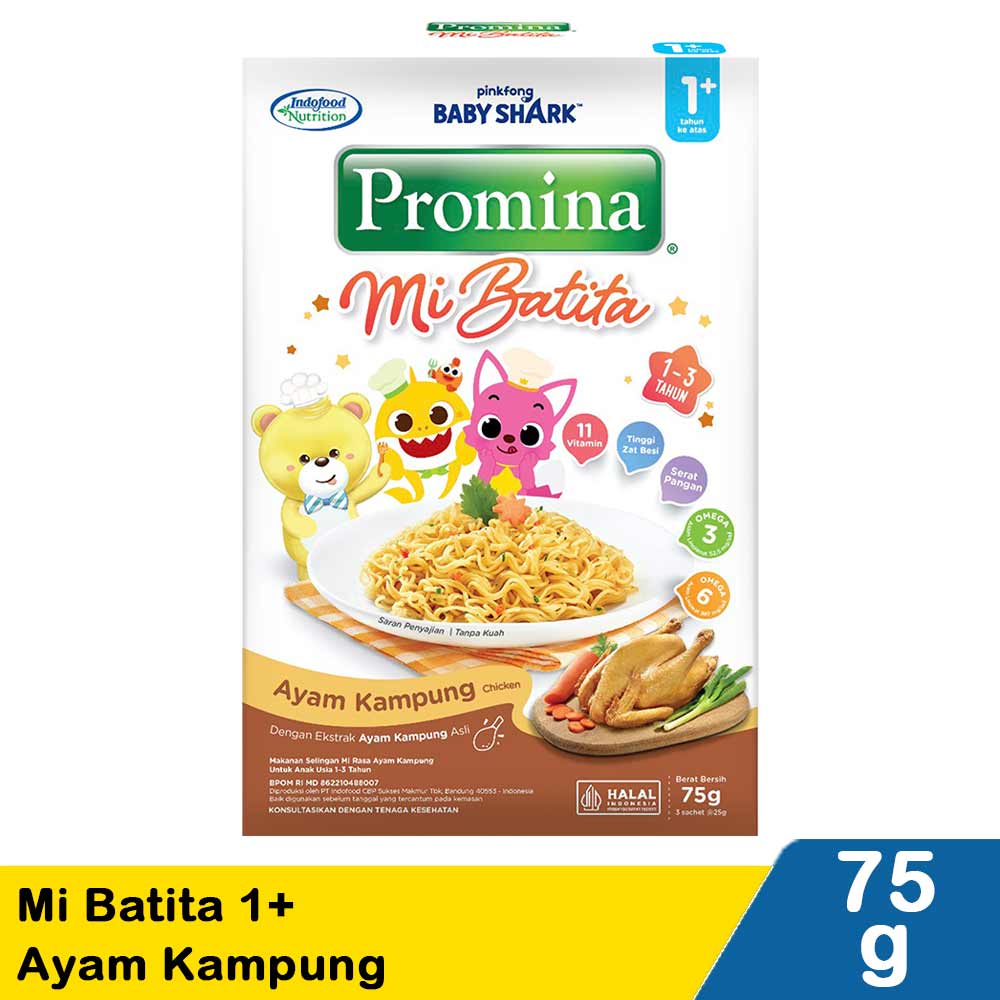 Promina
Mi Batita
1+
Indofood
Nutrition
pinkfong
BABY SHARK™
1+
tahun
ke atas
Promina®
Mi Batita
1-3
TAHUN
11
Vitamin
Tinggi
Zat Besi
Serat
Pangan
OMEGA
3
OMEGA
6
Saran Penyajian | Tanpa Kuah
Ayam Kampung Chicken
Dengan Ekstrak Ayam Kampung Asli
Makanan Selingan Mi Rasa Ayam Kampung
Untuk Anak Usia 1-3 Tahun
BPOM RI MD 862210488007
Diproduksi oleh PT Indofood CBP Sukses Makmur Tbk, Bandung 40553 - Indonesia
Baik digunakan sebelum tanggal yang tercantum pada kemasan
KONSULTASIKAN DENGAN TENAGA KESEHATAN
HALAL
INDONESIA
Berat Bersih
75g
3 sachet @25g
Mi Batita 1+
Ayam Kampung
75
g